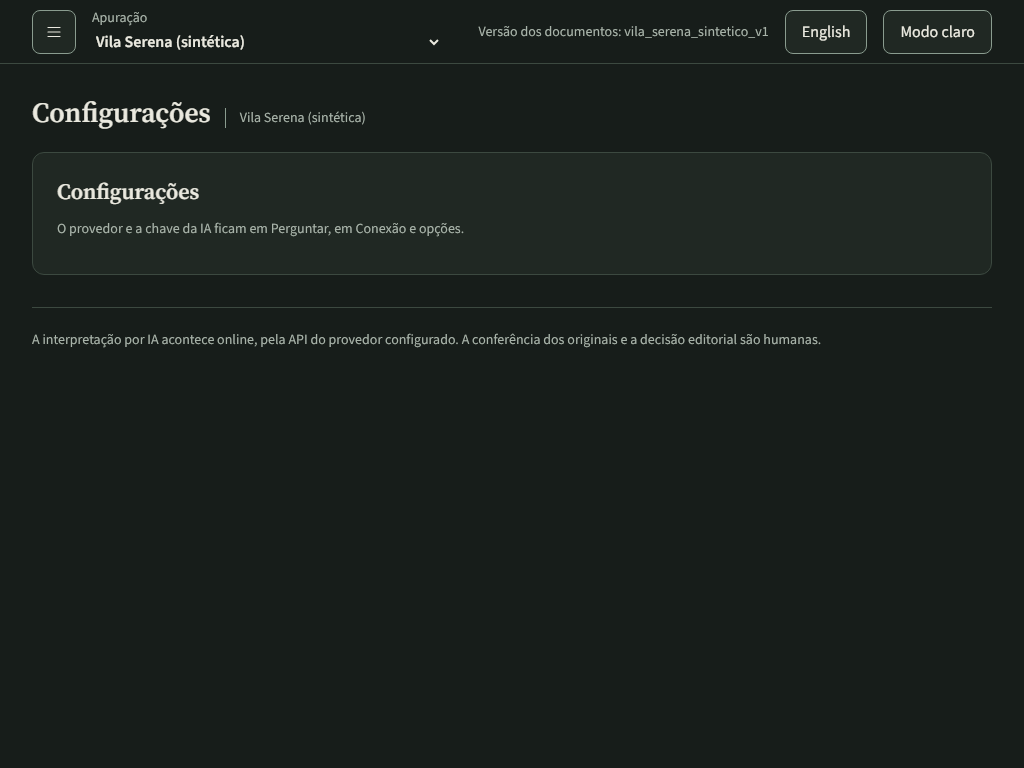 Apuração
Vila Serena (sintética)
Versão dos documentos: vila_serena_sintetico_v1
English
Modo claro
Configurações
Vila Serena (sintética)
Configurações
O provedor e a chave da IA ficam em Perguntar, em Conexão e opções.
A interpretação por IA acontece online, pela API do provedor configurado. A conferência dos originais e a decisão editorial são humanas.